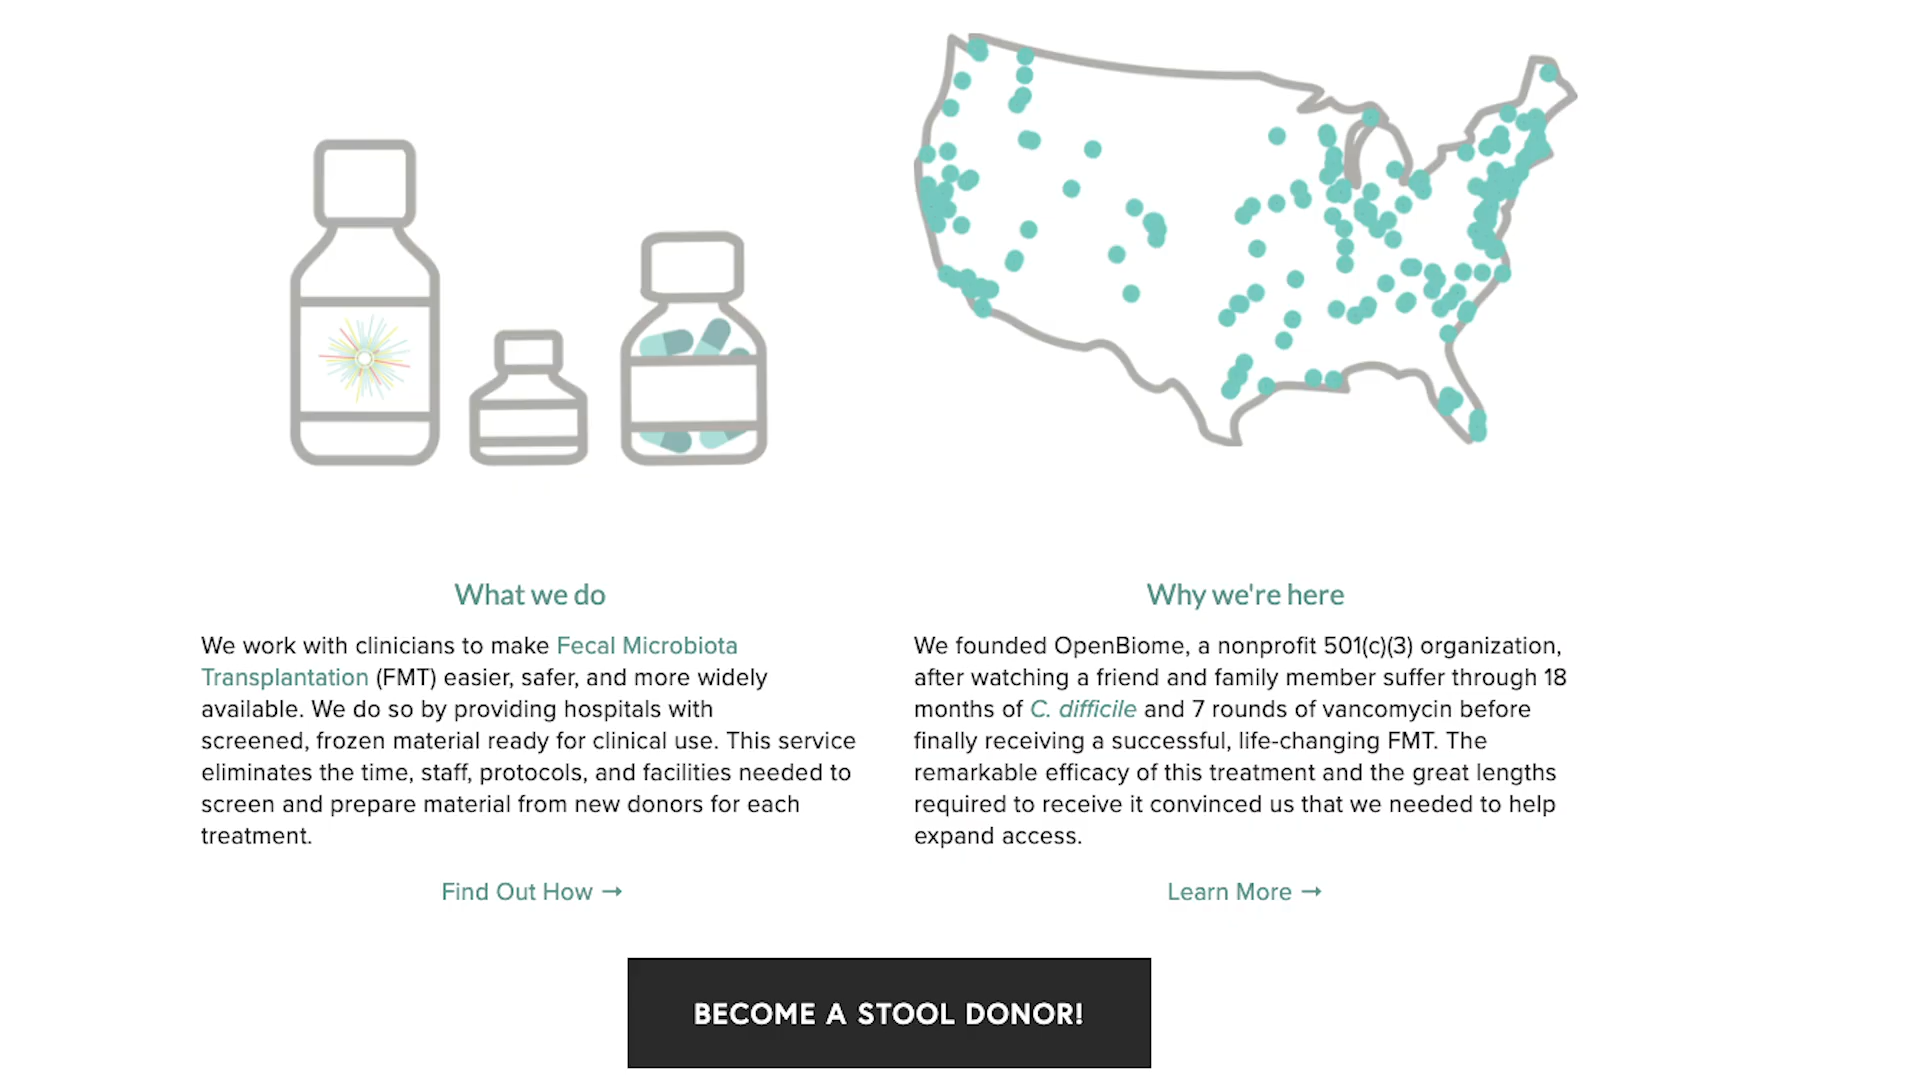 What we do
We work with clinicians to make Fecal Microbiota
Transplantation (FMT) easier, safer, and more widely
available. We do so by providing hospitals with
screened, frozen material ready for clinical use. This service
eliminates the time, staff, protocols, and facilities needed to
screen and prepare material from new donors for each
treatment.
Find Out How →
Why we're here
We founded OpenBiome, a nonprofit 501(c)(3) organization,
after watching a friend and family member suffer through 18
months of C. difficile and 7 rounds of vancomycin before
finally receiving a successful, life-changing FMT. The
remarkable efficacy of this treatment and the great lengths
required to receive it convinced us that we needed to help
expand access.
Learn More →
BECOME A STOOL DONOR!